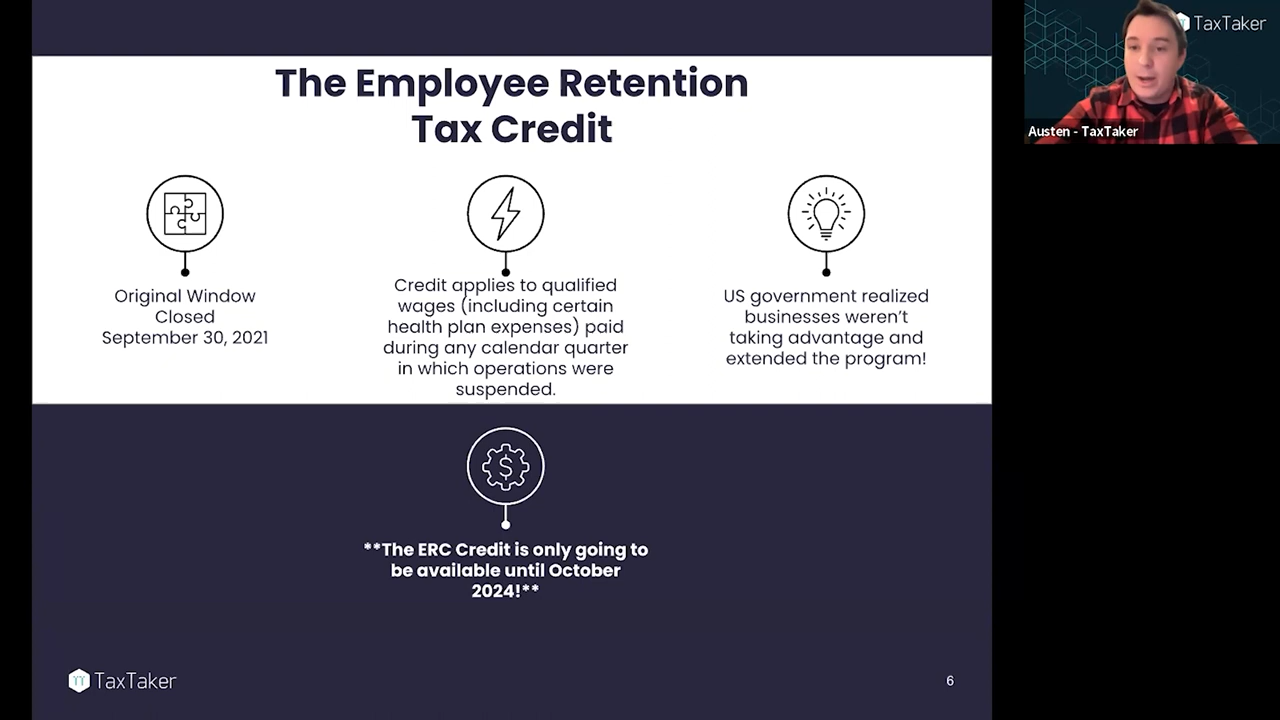 The Employee Retention
Tax Credit
Original Window
Closed
September 30, 2021
Credit applies to qualified
wages (including certain
health plan expenses) paid
during any calendar quarter
in which operations were
suspended.
US government realized
businesses weren't
taking advantage and
extended the program!
**The ERC Credit is only going to
be available until October
2024!**
TaxTaker
6
TaxTaker
Austen - TaxTaker